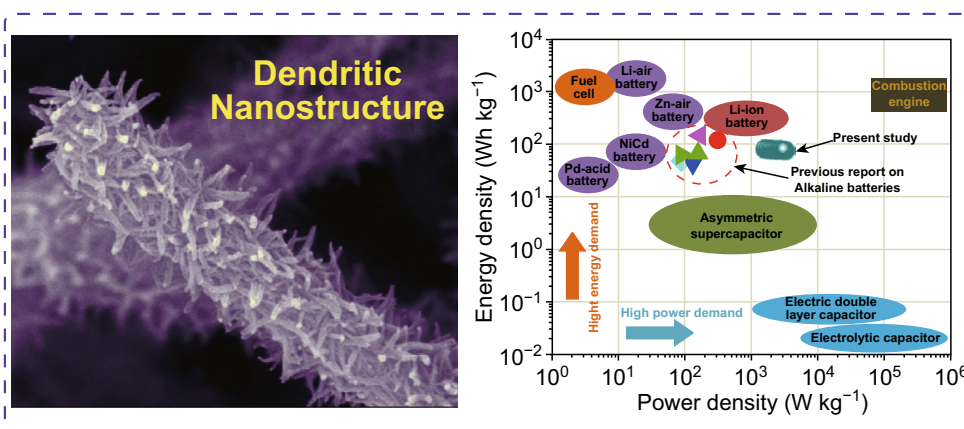 Dendritic
Nanostructure
Energy density (Wh kg⁻¹)
10⁴
10³
10²
10¹
10⁰
10⁻¹
10⁻²
Fuel
cell
Li-air
battery
Zn-air
battery
Li-ion
battery
Combustion
engine
NiCd
battery
Pd-acid
battery
Present study
Previous report on
Alkaline batteries
Asymmetric
supercapacitor
Hight energy demand
High power demand
Electric double
layer capacitor
Electrolytic capacitor
10⁰ 10¹ 10² 10³ 10⁴ 10⁵ 10⁶
Power density (W kg⁻¹)